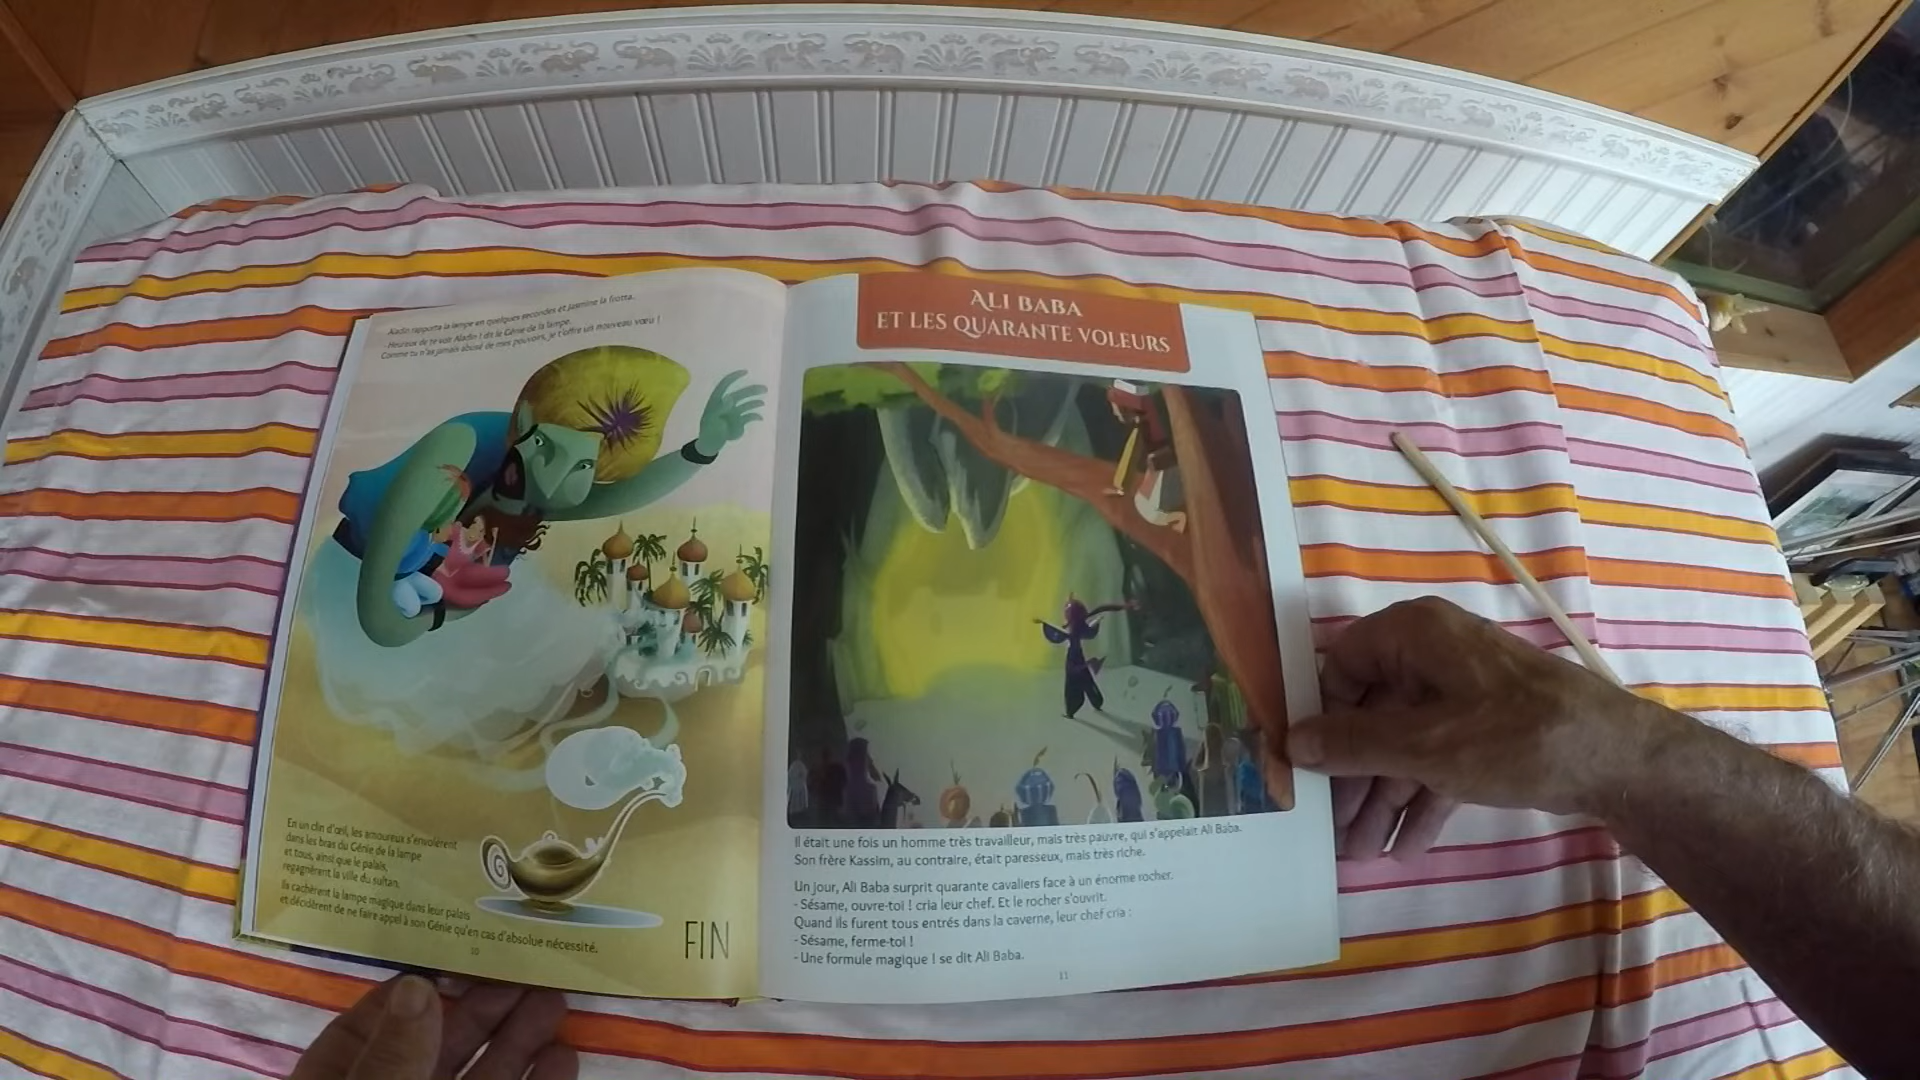 Aladin rapporta la lampe en quelques secondes et Jasmine la frotta.
- Heureux de te voir Aladin ! dit le Génie de la lampe.
Comme tu n'as jamais abusé de mes pouvoirs, je t'offre un nouveau vœu !
En un clin d'œil, les amoureux s'envolèrent
dans les bras du Génie de la lampe
et tous, ainsi que le palais,
regagnèrent la ville du sultan.
Ils cachèrent la lampe magique dans leur palais
et décidèrent de ne faire appel à son Génie qu'en cas d'absolue nécessité.
FIN
10
ALI BABA
ET LES QUARANTE VOLEURS
Il était une fois un homme très travailleur, mais très pauvre, qui s'appelait Ali Baba.
Son frère Kassim, au contraire, était paresseux, mais très riche.
Un jour, Ali Baba surprit quarante cavaliers face à un énorme rocher.
- Sésame, ouvre-toi ! cria leur chef. Et le rocher s'ouvrit.
Quand ils furent tous entrés dans la caverne, leur chef cria :
- Sésame, ferme-toi !
- Une formule magique ! se dit Ali Baba.
11